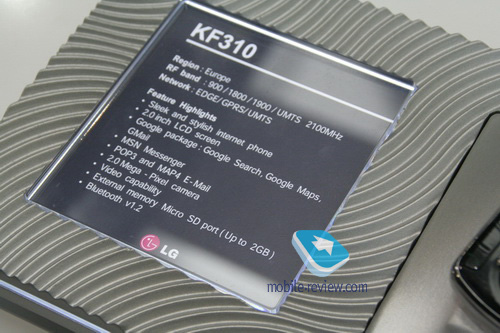 KF310
Region : Europe
RF band : 900 / 1800 / 1900 / UMTS 2100MHz
Network : EDGE/GPRS/UMTS
Feature Highlights
• Sleek and stylish internet phone
• 2.0 inch LCD screen
• Google package : Google Search, Google Maps,
GMail
• MSN Messenger
• POP3 and MAP4 E-Mail
• 2.0 Mega - Pixel camera
• Video capability
• External memory Micro SD port ( Up to 2GB )
• Bluetooth v1.2
LG
mobile-review.com